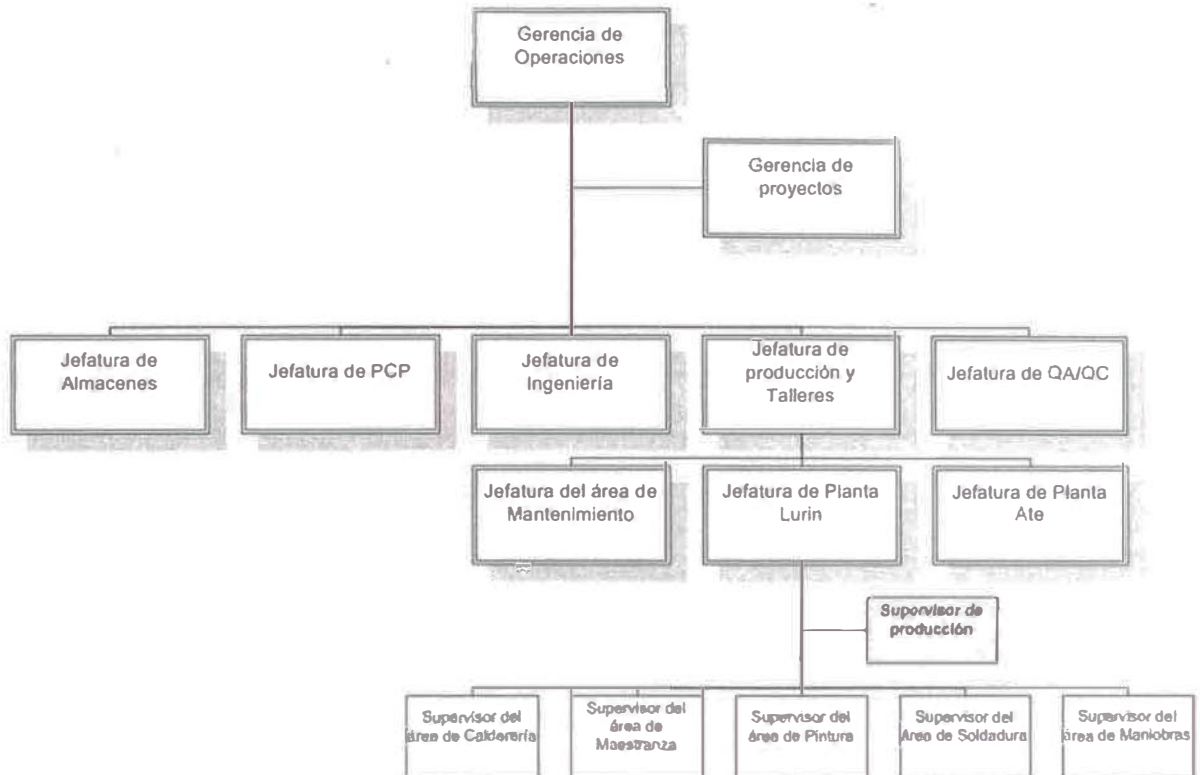 Gerencia de
Operaciones
Gerencia de
proyectos
Jefatura de
Almacenes
Jefatura de PCP
Jefatura de
Ingeniería
Jefatura de
producción y
Talleres
Jefatura de QA/QC
Jefatura del área de
Mantenimiento
Jefatura de Planta
Lurin
Jefatura de Planta
Ate
Supervisor de
producción
Supervisor del
área de Calderería
Supervisor del
área de
Maestranza
Supervisor del
área de Pintura
Supervisor del
Area de Soldadura
Supervisor del
área de Maniobras